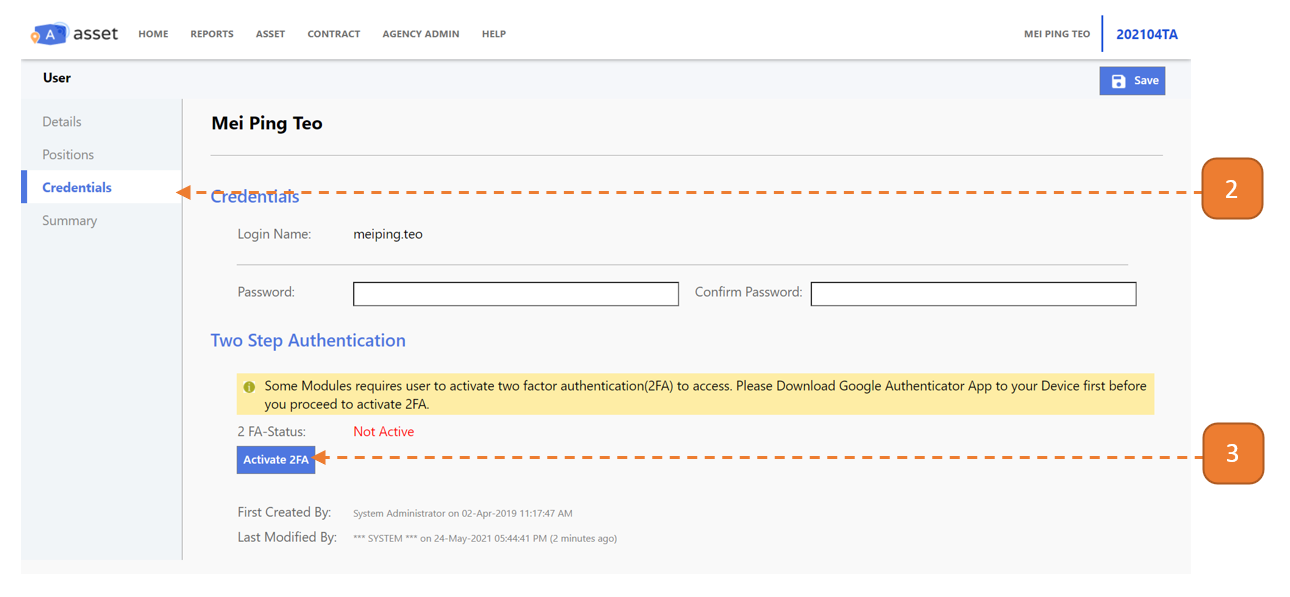 A asset HOME REPORTS ASSET CONTRACT AGENCY ADMIN HELP MEI PING TEO 202104TA
User Save
Details
Positions
Credentials
Summary
Mei Ping Teo
Credentials
2
Login Name: meiping.teo
Password: Confirm Password:
Two Step Authentication
Some Modules requires user to activate two factor authentication(2FA) to access. Please Download Google Authenticator App to your Device first before
you proceed to activate 2FA.
2 FA-Status: Not Active
Activate 2FA
3
First Created By: System Administrator on 02-Apr-2019 11:17:47 AM
Last Modified By: *** SYSTEM *** on 24-May-2021 05:44:41 PM (2 minutes ago)